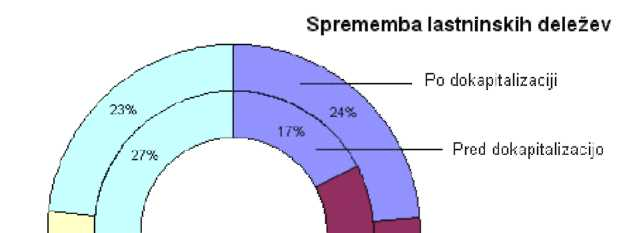 Sprememba lastninskih deležev
Po dokapitalizaciji
23%
24%
17%
Pred dokapitalizacijo
27%